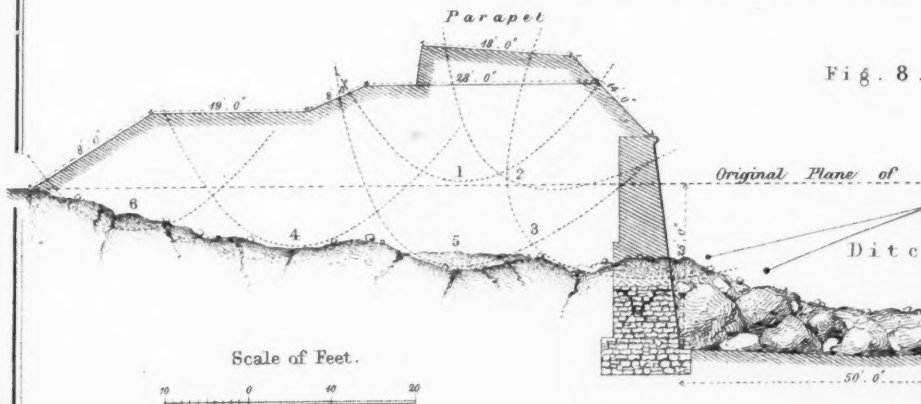 Parapet
18'. 0"
28'. 0"
14'. 0"
Fig. 8.
19'. 0"
8'. 0"
1
2
Original Plane of
6
3
4
5
Ditc
Scale of Feet.
10 0 10 20
50'. 0"